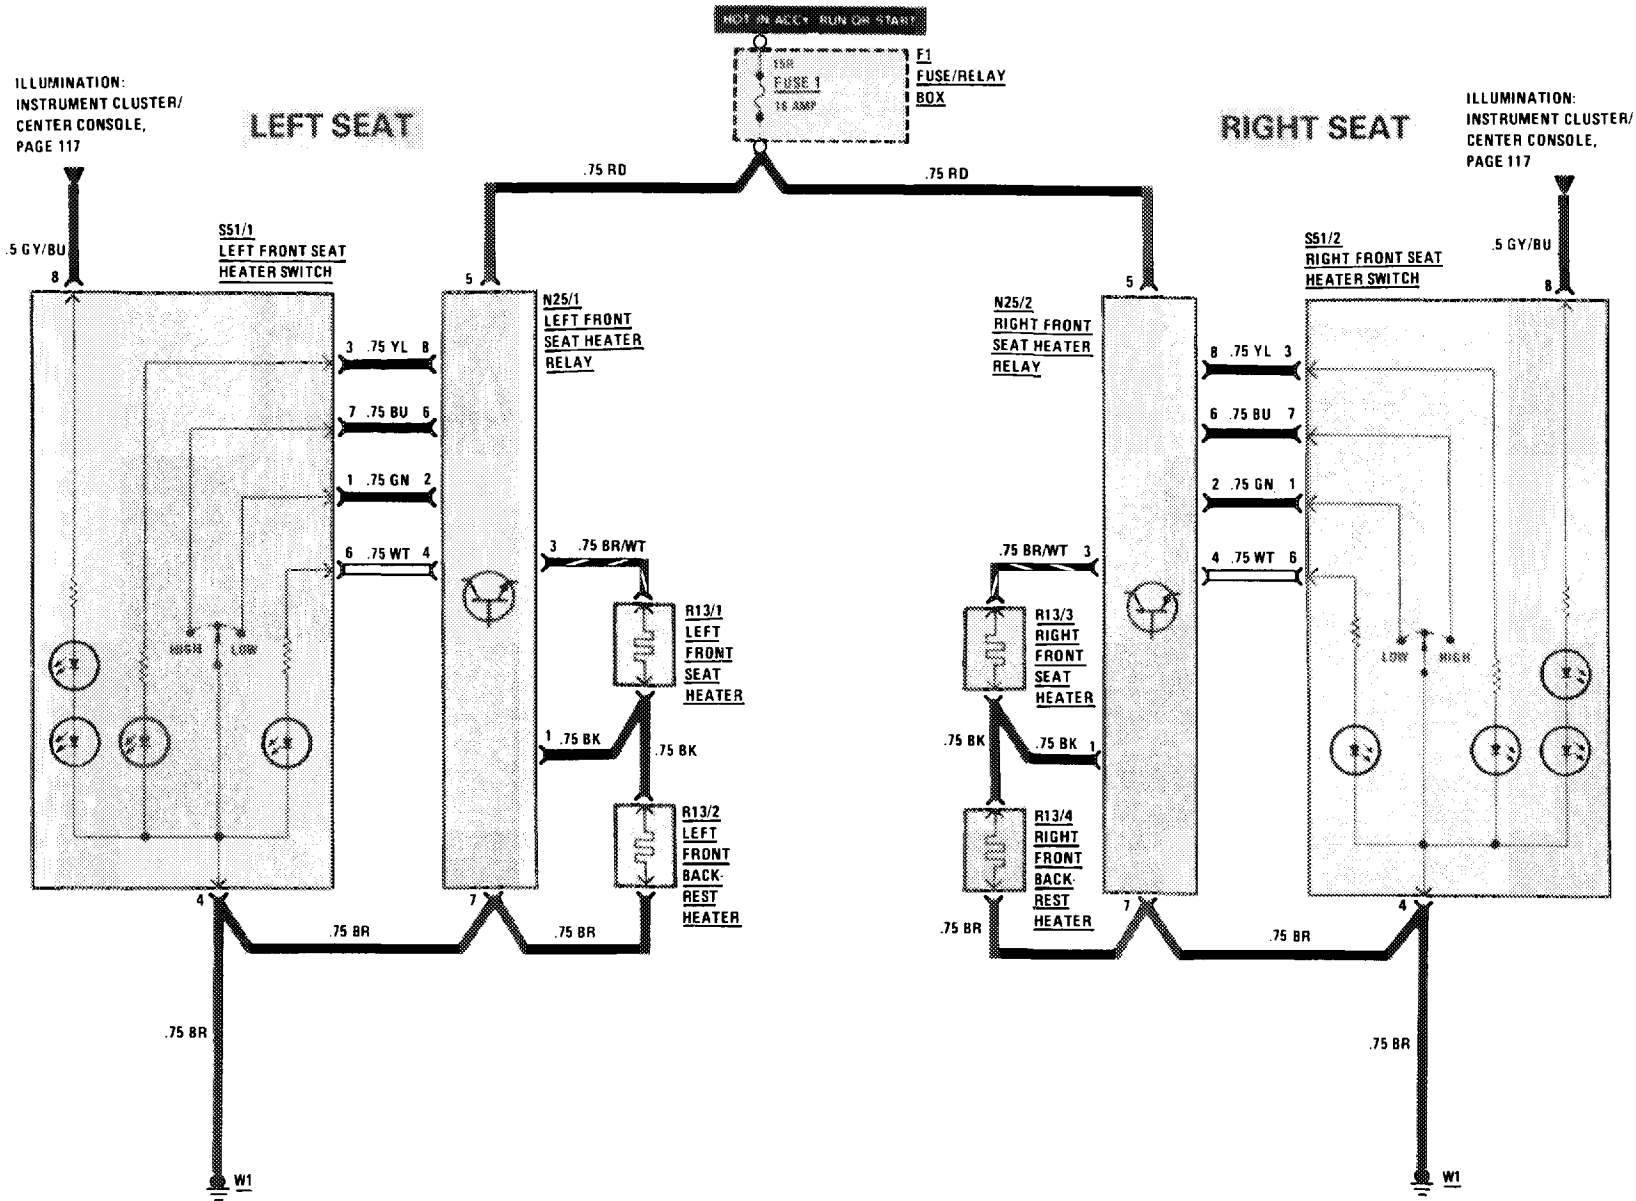 HOT IN ACC, RUN OR START
15R
FUSE 1
16 AMP
F1
FUSE/RELAY
BOX
ILLUMINATION:
INSTRUMENT CLUSTER/
CENTER CONSOLE,
PAGE 117
LEFT SEAT
RIGHT SEAT
ILLUMINATION:
INSTRUMENT CLUSTER/
CENTER CONSOLE,
PAGE 117
.75 RD
.75 RD
.5 GY/BU
8
S51/1
LEFT FRONT SEAT
HEATER SWITCH
5
N25/1
LEFT FRONT
SEAT HEATER
RELAY
5
N25/2
RIGHT FRONT
SEAT HEATER
RELAY
S51/2
RIGHT FRONT SEAT
HEATER SWITCH
.5 GY/BU
8
3 .75 YL 8
7 .75 BU 6
1 .75 GN 2
6 .75 WT 4
8 .75 YL 3
6 .75 BU 7
2 .75 GN 1
4 .75 WT 6
3 .75 BR/WT
.75 BR/WT 3
HIGH LOW
LOW HIGH
R13/1
LEFT
FRONT
SEAT
HEATER
R13/3
RIGHT
FRONT
SEAT
HEATER
1 .75 BK
.75 BK
.75 BK
.75 BK 1
R13/2
LEFT
FRONT
BACK-
REST
HEATER
R13/4
RIGHT
FRONT
BACK-
REST
HEATER
4
7
7
4
.75 BR
.75 BR
.75 BR
.75 BR
.75 BR
.75 BR
W1
W1